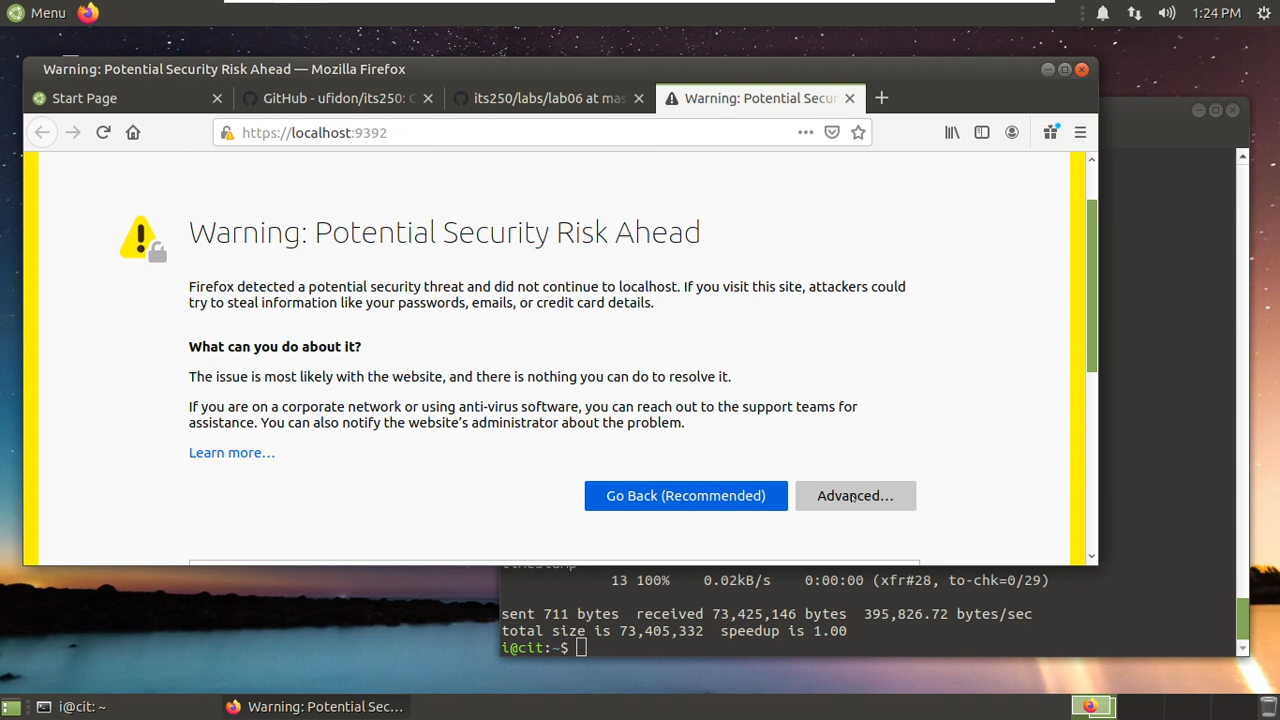 Menu
1:24 PM
Warning: Potential Security Risk Ahead — Mozilla Firefox
Start Page
GitHub - ufidon/its250: C
its250/labs/lab06 at mas
Warning: Potential Secur
https://localhost:9392
Warning: Potential Security Risk Ahead
Firefox detected a potential security threat and did not continue to localhost. If you visit this site, attackers could
try to steal information like your passwords, emails, or credit card details.
What can you do about it?
The issue is most likely with the website, and there is nothing you can do to resolve it.
If you are on a corporate network or using anti-virus software, you can reach out to the support teams for
assistance. You can also notify the website’s administrator about the problem.
Learn more…
Go Back (Recommended)
Advanced…
13 100% 0.02kB/s 0:00:00 (xfr#28, to-chk=0/29)
sent 711 bytes received 73,425,146 bytes 395,826.72 bytes/sec
total size is 73,405,332 speedup is 1.00
i@cit:~$
i@cit: ~
Warning: Potential Sec...